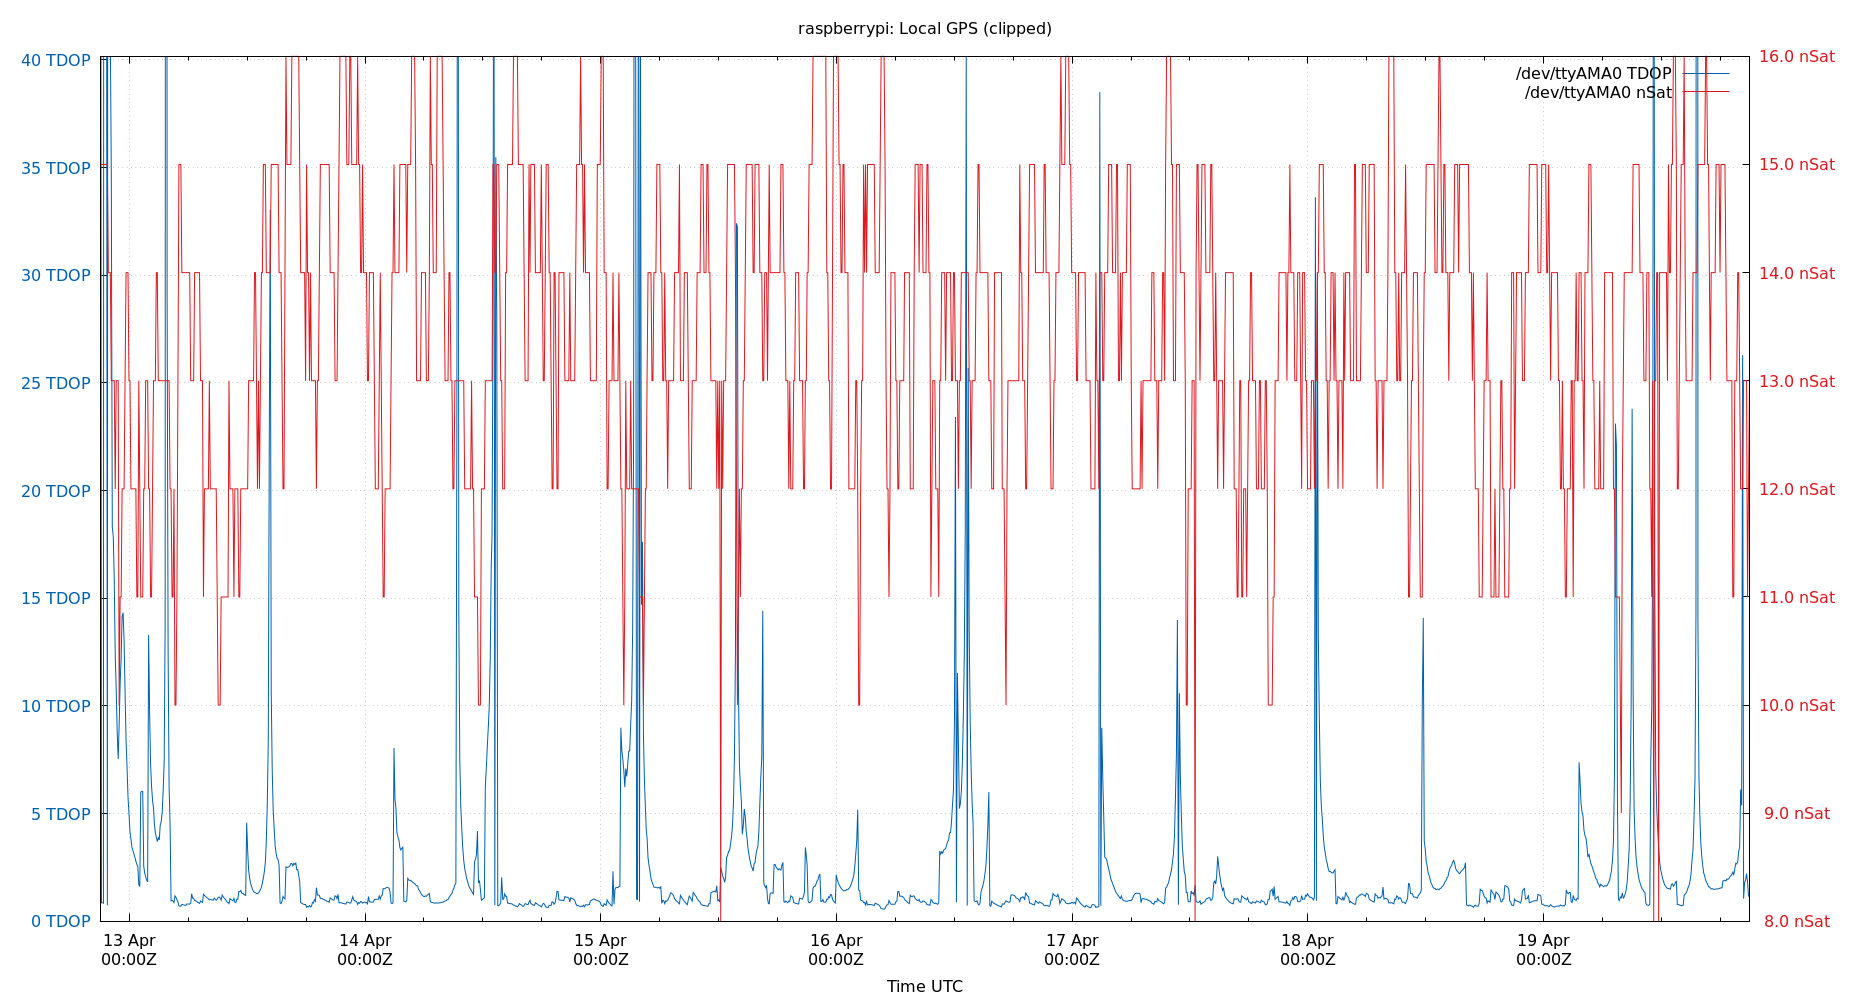 raspberrypi: Local GPS (clipped)
40 TDOP
35 TDOP
30 TDOP
25 TDOP
20 TDOP
15 TDOP
10 TDOP
5 TDOP
0 TDOP
16.0 nSat
15.0 nSat
14.0 nSat
13.0 nSat
12.0 nSat
11.0 nSat
10.0 nSat
9.0 nSat
8.0 nSat
/dev/ttyAMA0 TDOP
/dev/ttyAMA0 nSat
13 Apr
00:00Z
14 Apr
00:00Z
15 Apr
00:00Z
16 Apr
00:00Z
17 Apr
00:00Z
18 Apr
00:00Z
19 Apr
00:00Z
Time UTC